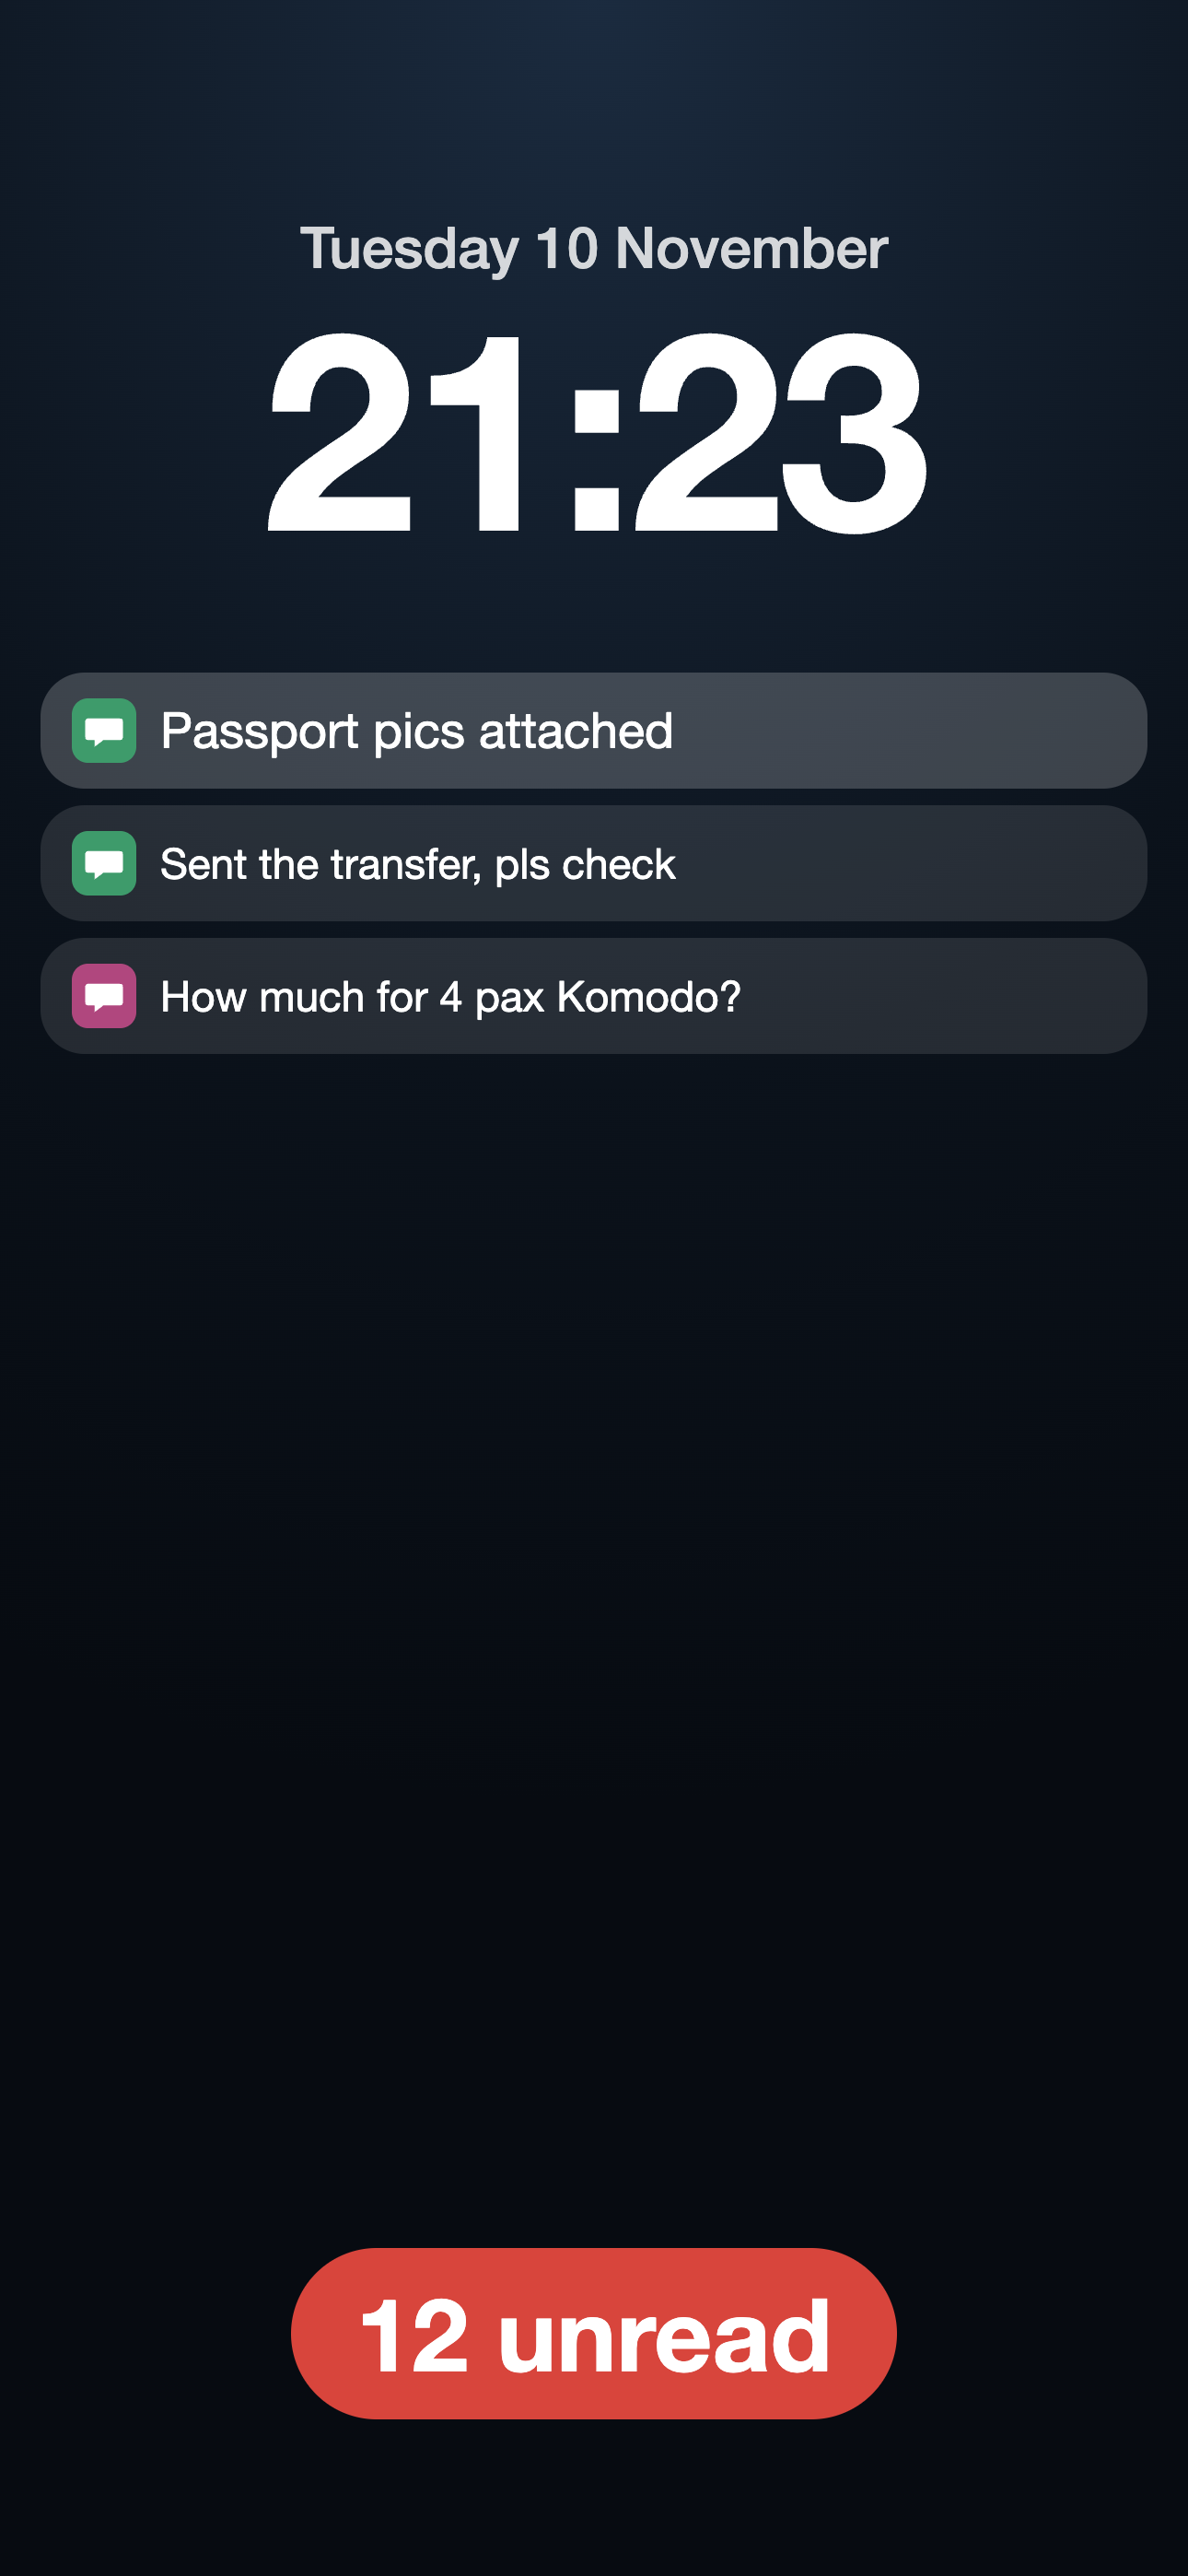 Tuesday 10 November
21:23
Passport pics attached
Sent the transfer, pls check
How much for 4 pax Komodo?
12 unread